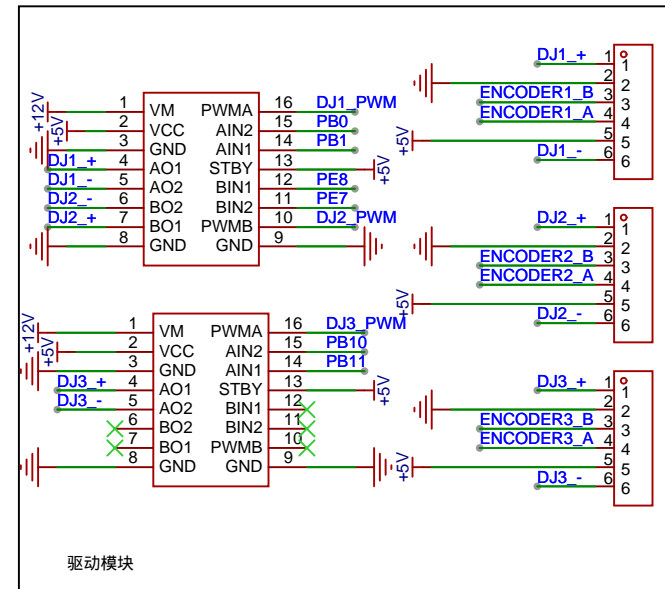 DJ1_+ 1 1
2 2
ENCODER1_B 3 3
ENCODER1_A 4 4
+5V 5 5
DJ1_- 6 6
+12V 1 VM PWMA 16 DJ1_PWM
+5V 2 VCC AIN2 15 PB0
3 GND AIN1 14 PB1
DJ1_+ 4 AO1 STBY 13 +5V
DJ1_- 5 AO2 BIN1 12 PE8
DJ2_- 6 BO2 BIN2 11 PE7
DJ2_+ 7 BO1 PWMB 10 DJ2_PWM
8 GND GND 9
DJ2_+ 1 1
2 2
ENCODER2_B 3 3
ENCODER2_A 4 4
+5V 5 5
DJ2_- 6 6
+12V 1 VM PWMA 16 DJ3_PWM
+5V 2 VCC AIN2 15 PB10
3 GND AIN1 14 PB11
DJ3_+ 4 AO1 STBY 13 +5V
DJ3_- 5 AO2 BIN1 12
6 BO2 BIN2 11
7 BO1 PWMB 10
8 GND GND 9
DJ3_+ 1 1
2 2
ENCODER3_B 3 3
ENCODER3_A 4 4
+5V 5 5
DJ3_- 6 6
驱动模块